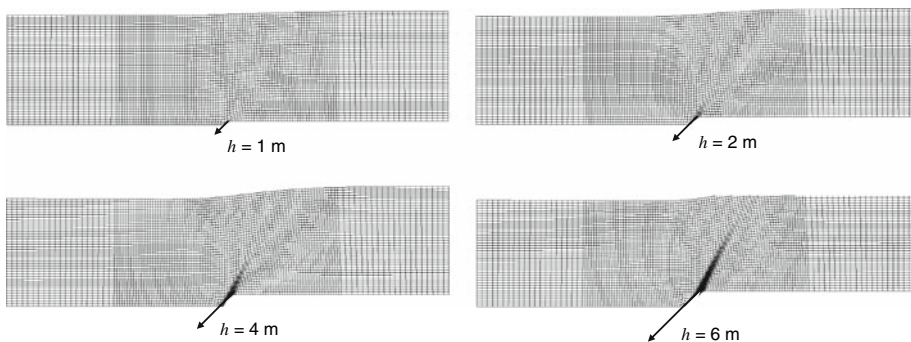 h = 1 m
h = 2 m
h = 4 m
h = 6 m